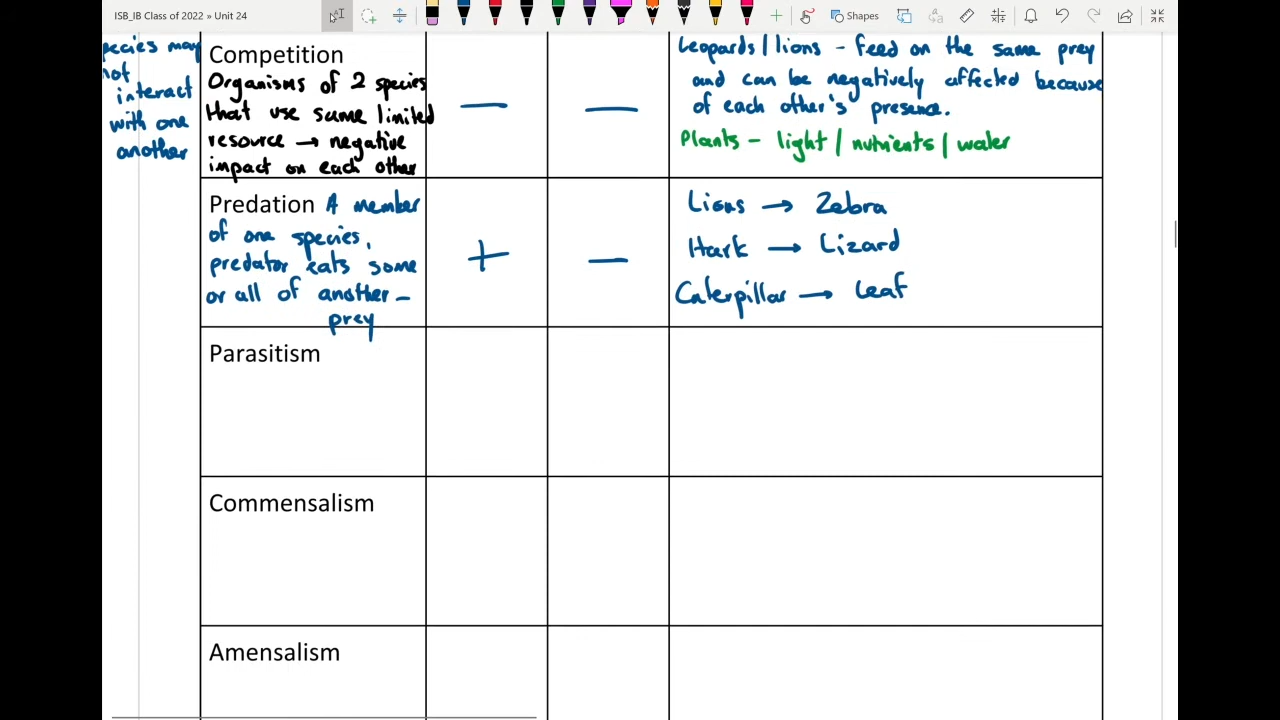 ISB_IB Class of 2022 » Unit 24
Shapes
pecies may
not
interact
with one
another
Competition
Organisms of 2 species
that use same limited
resource → negative
impact on each other
—
—
Leopards/lions - feed on the same prey
and can be negatively affected because
of each other's presence.
Plants - light / nutrients / water
Predation A member
of one species,
predator eats some
or all of another -
prey
+
—
Lions → Zebra
Hark → Lizard
Caterpillar → Leaf
Parasitism
Commensalism
Amensalism